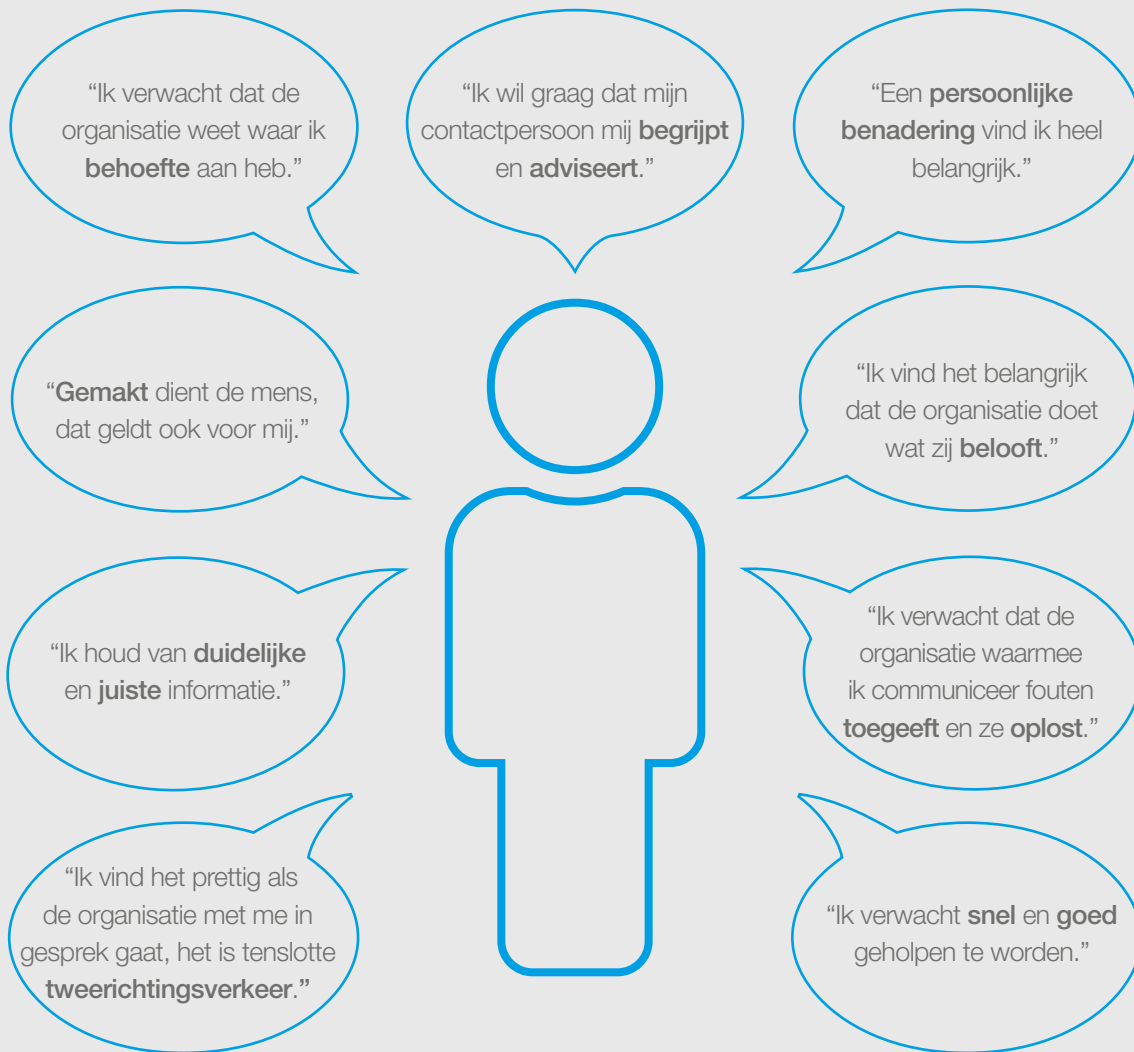 “Ik verwacht dat de
organisatie weet waar ik
behoefte aan heb.”
“Ik wil graag dat mijn
contactpersoon mij begrijpt
en adviseert.”
“Een persoonlijke
benadering vind ik heel
belangrijk.”
“Gemakt dient de mens,
dat geldt ook voor mij.”
“Ik vind het belangrijk
dat de organisatie doet
wat zij belooft.”
“Ik houd van duidelijke
en juiste informatie.”
“Ik verwacht dat de
organisatie waarmee
ik communiceer fouten
toegeeft en ze oplost.”
“Ik vind het prettig als
de organisatie met me in
gesprek gaat, het is tenslotte
tweerichtingsverkeer.”
“Ik verwacht snel en goed
geholpen te worden.”